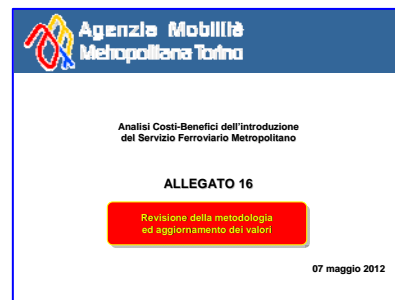 Agenzia Mobilità
Metropolitana Torino
Analisi Costi-Benefici dell'introduzione
del Servizio Ferroviario Metropolitano
ALLEGATO 16
Revisione della metodologia
ed aggiornamento dei valori
07 maggio 2012